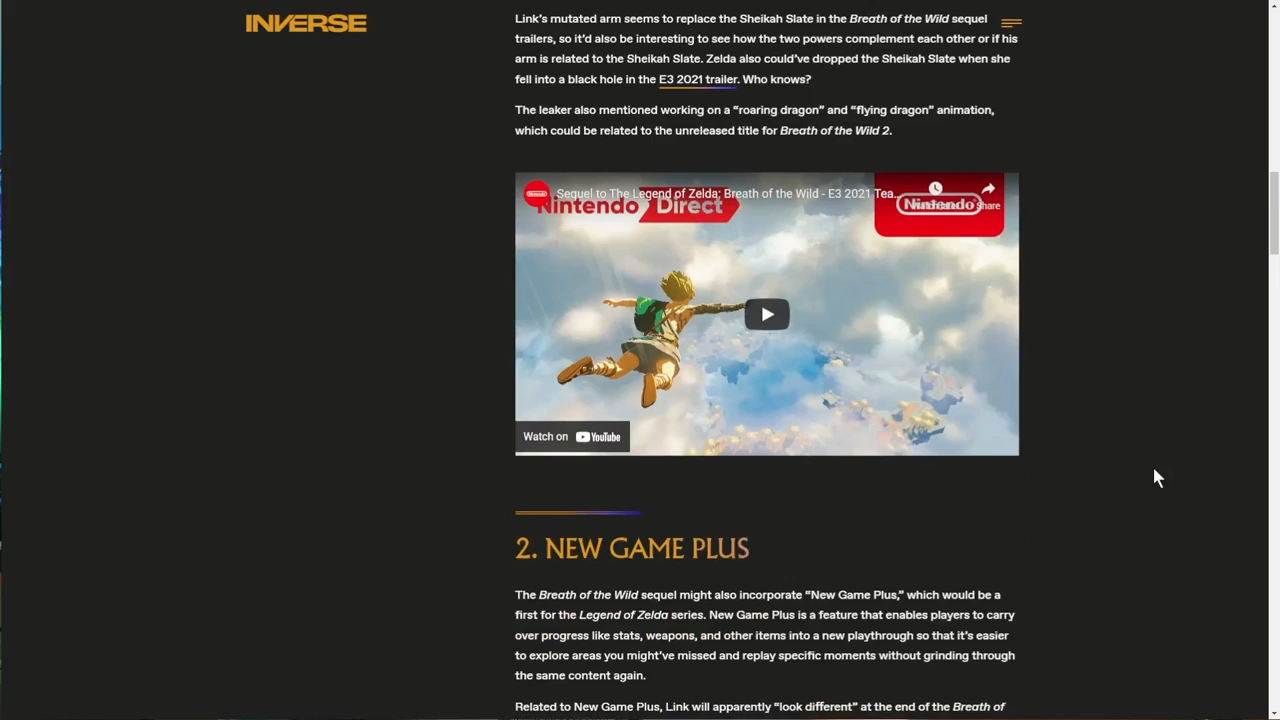 INVERSE
Link's mutated arm seems to replace the Sheikah Slate in the Breath of the Wild sequel
trailers, so it'd also be interesting to see how the two powers complement each other or if his
arm is related to the Sheikah Slate. Zelda also could've dropped the Sheikah Slate when she
fell into a black hole in the E3 2021 trailer. Who knows?
The leaker also mentioned working on a "roaring dragon" and "flying dragon" animation,
which could be related to the unreleased title for Breath of the Wild 2.
Nintendo
Sequel to The Legend of Zelda: Breath of the Wild - E3 2021 Tea...
Nintendo Direct
Nintendo
Share
Watch on YouTube
2. NEW GAME PLUS
The Breath of the Wild sequel might also incorporate "New Game Plus," which would be a
first for the Legend of Zelda series. New Game Plus is a feature that enables players to carry
over progress like stats, weapons, and other items into a new playthrough so that it's easier
to explore areas you might've missed and replay specific moments without grinding through
the same content again.
Related to New Game Plus, Link will apparently "look different" at the end of the Breath of